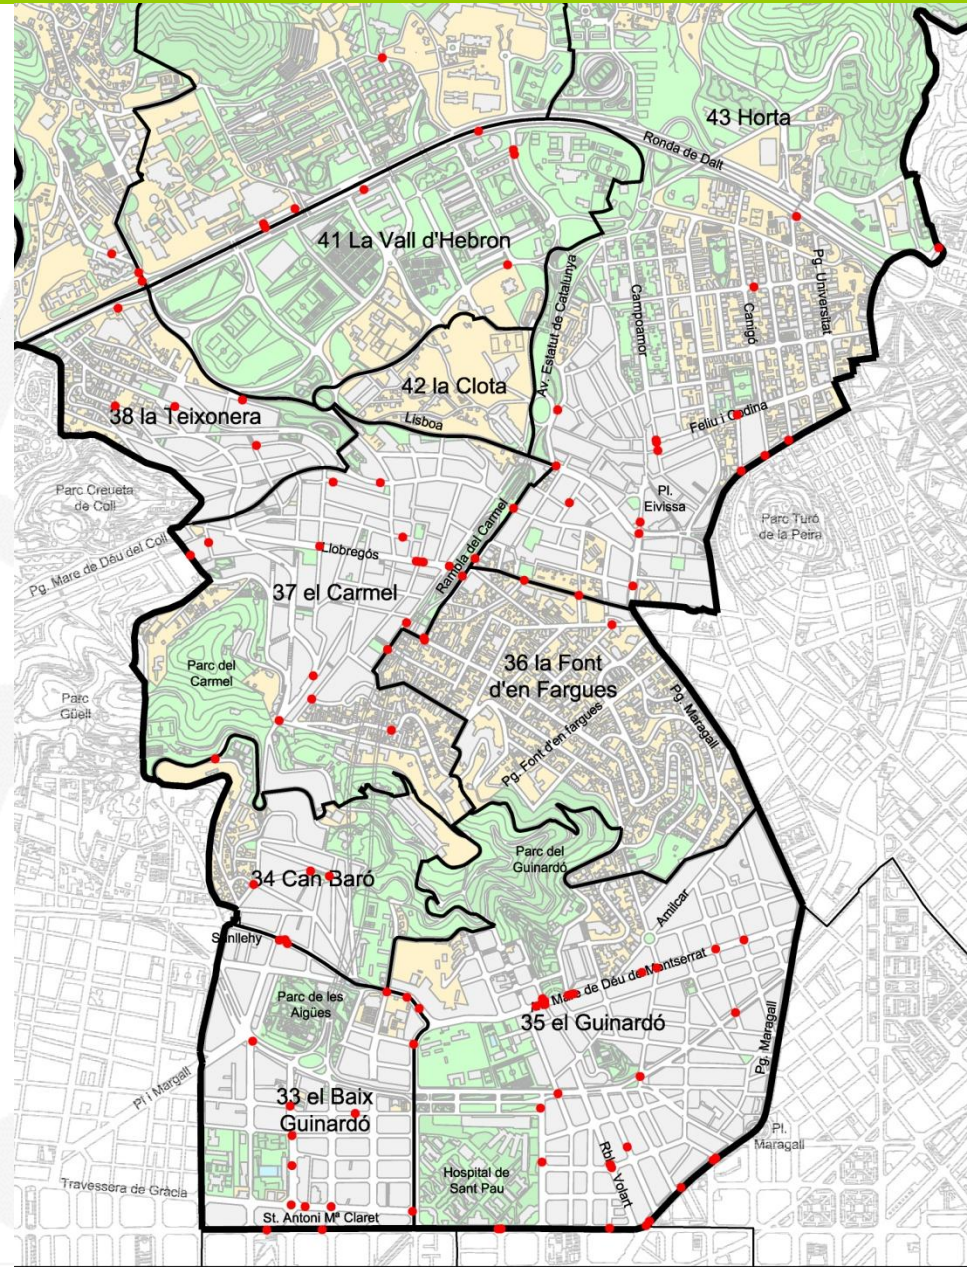 43 Horta
Ronda de Dalt
41 La Vall d'Hebron
Pg. Universitat
Av. Estatut de Catalunya
Campoamor
Canigó
42 la Clota
38 la Teixonera
Lisboa
Feliu i Codina
Parc Creueta
de Coll
Pl.
Eivissa
Parc Turó
de la Peira
Rambla del Carmel
Pg. Mare de Déu del Coll
Llobregós
37 el Carmel
36 la Font
d'en Fargues
Parc del
Carmel
Parc
Güell
Pg. Maragall
Pg. Font d'en fargues
Parc del
Guinardó
34 Can Baró
Amilcar
Sanllehy
Mare de Déu de Montserrat
Parc de les
Aigües
35 el Guinardó
Pg. Maragall
Pi i Margall
33 el Baix
Guinardó
Pl.
Maragall
Rbla. Volart
Hospital de
Sant Pau
Travessera de Gràcia
St. Antoni Mª Claret